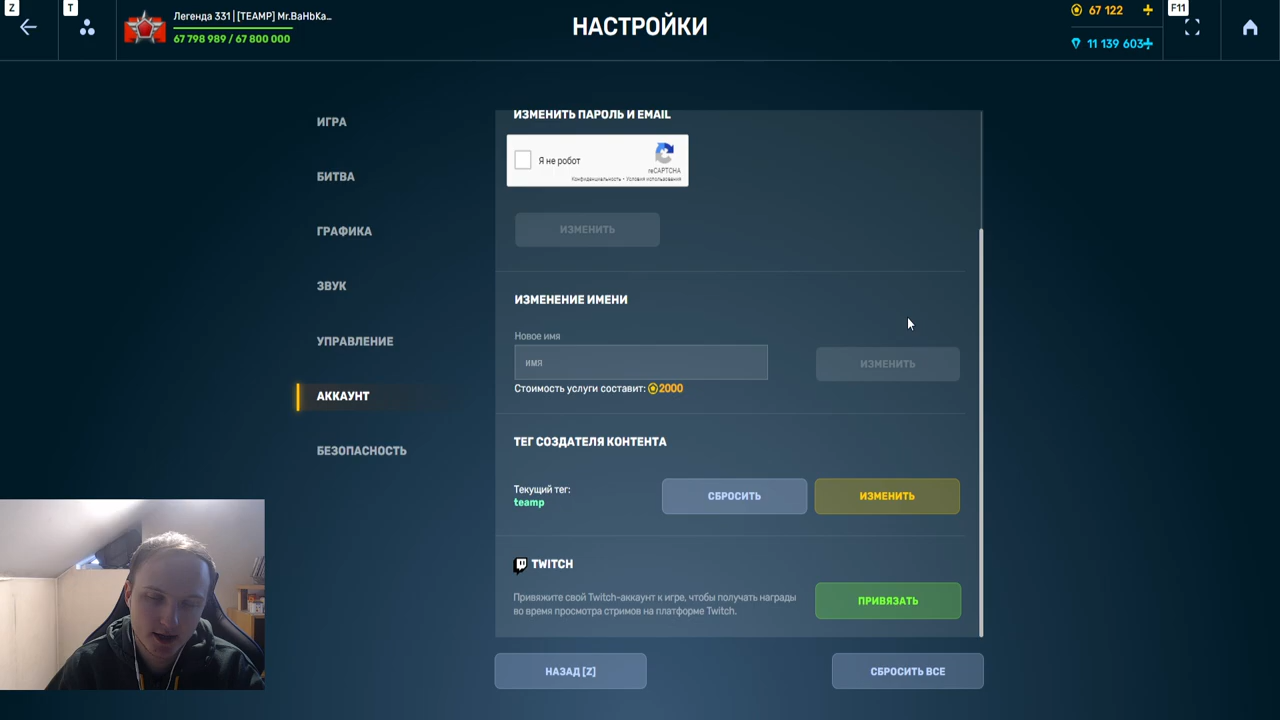 Z
T
Легенда 331 | [TEAMP] Mr.BaHbKa...
67 798 989 / 67 800 000
НАСТРОЙКИ
67 122
11 139 603
F11
ИГРА
БИТВА
ГРАФИКА
ЗВУК
УПРАВЛЕНИЕ
АККАУНТ
БЕЗОПАСНОСТЬ
ИЗМЕНИТЬ ПАРОЛЬ И EMAIL
Я не робот
reCAPTCHA
Конфиденциальность • Условия использования
ИЗМЕНИТЬ
ИЗМЕНЕНИЕ ИМЕНИ
Новое имя
имя
ИЗМЕНИТЬ
Стоимость услуги составит: 2000
ТЕГ СОЗДАТЕЛЯ КОНТЕНТА
Текущий тег:
teamp
СБРОСИТЬ
ИЗМЕНИТЬ
TWITCH
Привяжите свой Twitch-аккаунт к игре, чтобы получать награды
во время просмотра стримов на платформе Twitch.
ПРИВЯЗАТЬ
НАЗАД [Z]
СБРОСИТЬ ВСЕ